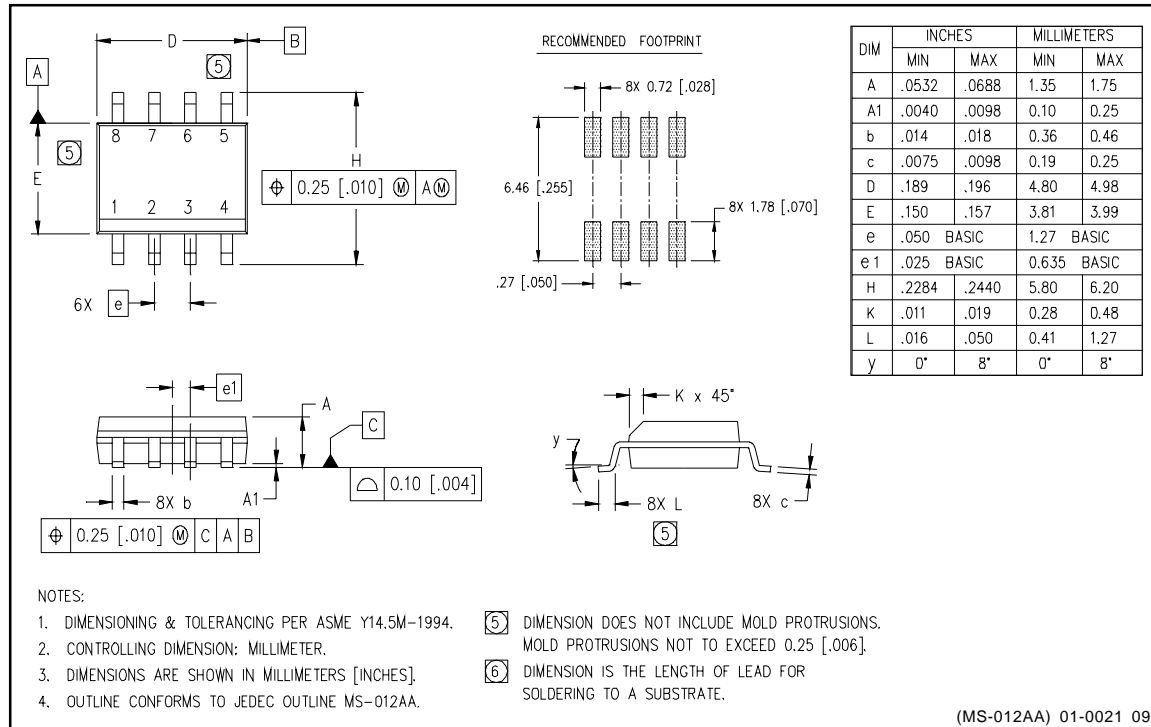 D
B
5
A
8 7 6 5
5
E
H
⌖ 0.25 [.010] Ⓜ A Ⓜ
1 2 3 4
6X e
RECOMMENDED FOOTPRINT
8X 0.72 [.028]
6.46 [.255]
8X 1.78 [.070]
.27 [.050]
DIM INCHES MILLIMETERS
MIN MAX MIN MAX
A .0532 .0688 1.35 1.75
A1 .0040 .0098 0.10 0.25
b .014 .018 0.36 0.46
c .0075 .0098 0.19 0.25
D .189 .196 4.80 4.98
E .150 .157 3.81 3.99
e .050 BASIC 1.27 BASIC
e1 .025 BASIC 0.635 BASIC
H .2284 .2440 5.80 6.20
K .011 .019 0.28 0.48
L .016 .050 0.41 1.27
y 0° 8° 0° 8°
e1
A
C
⌓ 0.10 [.004]
8X b
A1
⌖ 0.25 [.010] Ⓜ C A B
K x 45°
y
8X L
8X c
5
NOTES:
1. DIMENSIONING & TOLERANCING PER ASME Y14.5M-1994.
2. CONTROLLING DIMENSION: MILLIMETER.
3. DIMENSIONS ARE SHOWN IN MILLIMETERS [INCHES].
4. OUTLINE CONFORMS TO JEDEC OUTLINE MS-012AA.
5 DIMENSION DOES NOT INCLUDE MOLD PROTRUSIONS.
MOLD PROTRUSIONS NOT TO EXCEED 0.25 [.006].
6 DIMENSION IS THE LENGTH OF LEAD FOR
SOLDERING TO A SUBSTRATE.
(MS-012AA) 01-0021 09